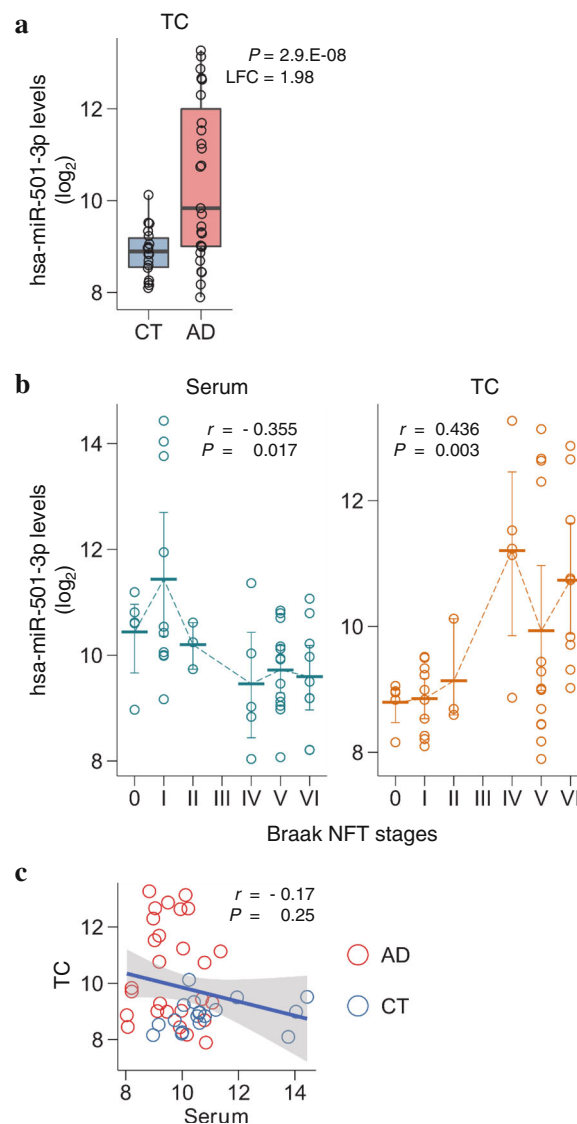 a
TC
P = 2.9.E-08
LFC = 1.98
hsa-miR-501-3p levels
(log2)
12
10
8
CT AD
b
Serum
TC
r = - 0.355
P = 0.017
r = 0.436
P = 0.003
hsa-miR-501-3p levels
(log2)
14
12
10
8
12
10
8
0 I II III IV V VI
0 I II III IV V VI
Braak NFT stages
c
r = - 0.17
P = 0.25
TC
12
10
8
8 10 12 14
Serum
AD
CT